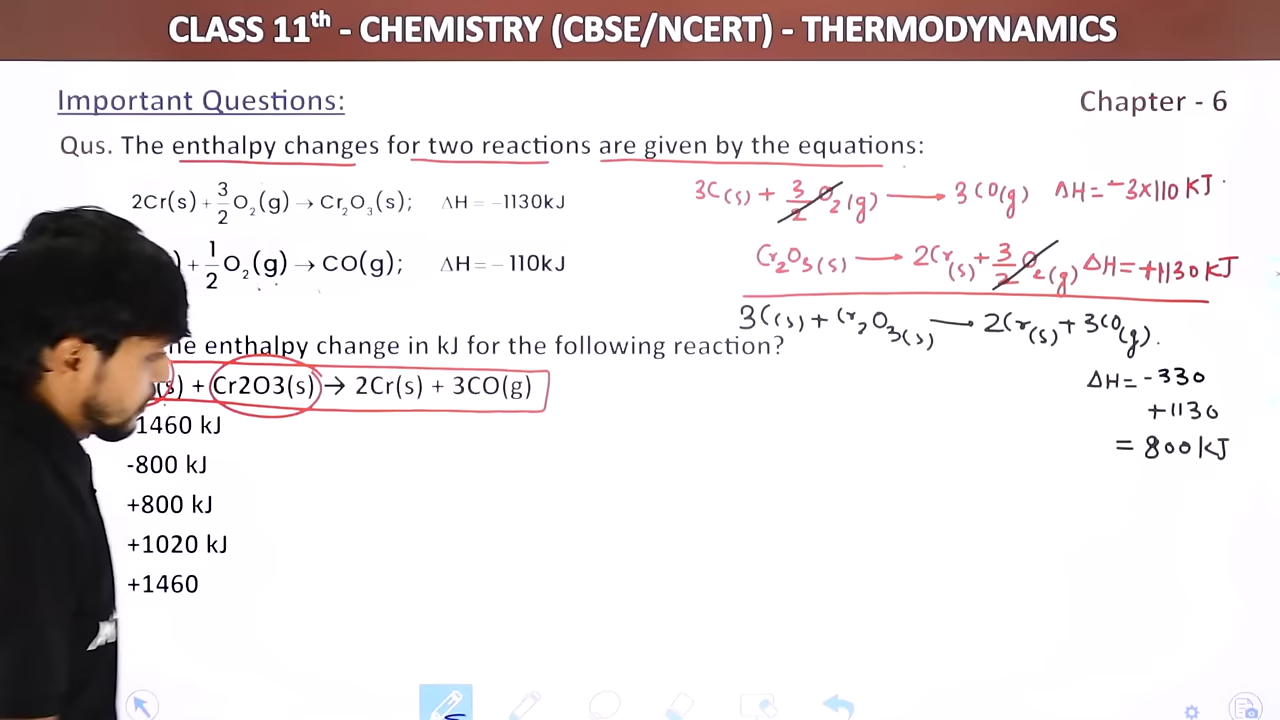 CLASS 11th - CHEMISTRY (CBSE/NCERT) - THERMODYNAMICS
Important Questions:
Chapter - 6
Qus. The enthalpy changes for two reactions are given by the equations:
2Cr(s) + 3/2 O₂(g) → Cr₂O₃(s); ΔH = -1130kJ
+ 1/2 O₂(g) → CO(g); ΔH = - 110kJ
enthalpy change in kJ for the following reaction?
+ Cr2O3(s) → 2Cr(s) + 3CO(g)
1460 kJ
-800 kJ
+800 kJ
+1020 kJ
+1460
3C(s) + 3/2 O₂(g) → 3CO(g) ΔH = -3×110 KJ.
Cr₂O₃(s) → 2Cr(s) + 3/2 O₂(g) ΔH = +1130 KJ
3C(s) + Cr₂O₃(s) → 2Cr(s) + 3CO(g).
ΔH = -330
+1130
= 800 kJ